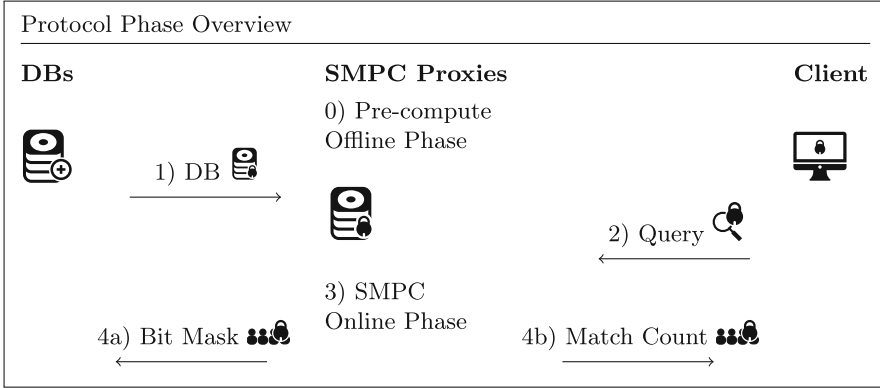 Protocol Phase Overview
DBs
SMPC Proxies
Client
0) Pre-compute
Offline Phase
1) DB
2) Query
3) SMPC
Online Phase
4a) Bit Mask
4b) Match Count